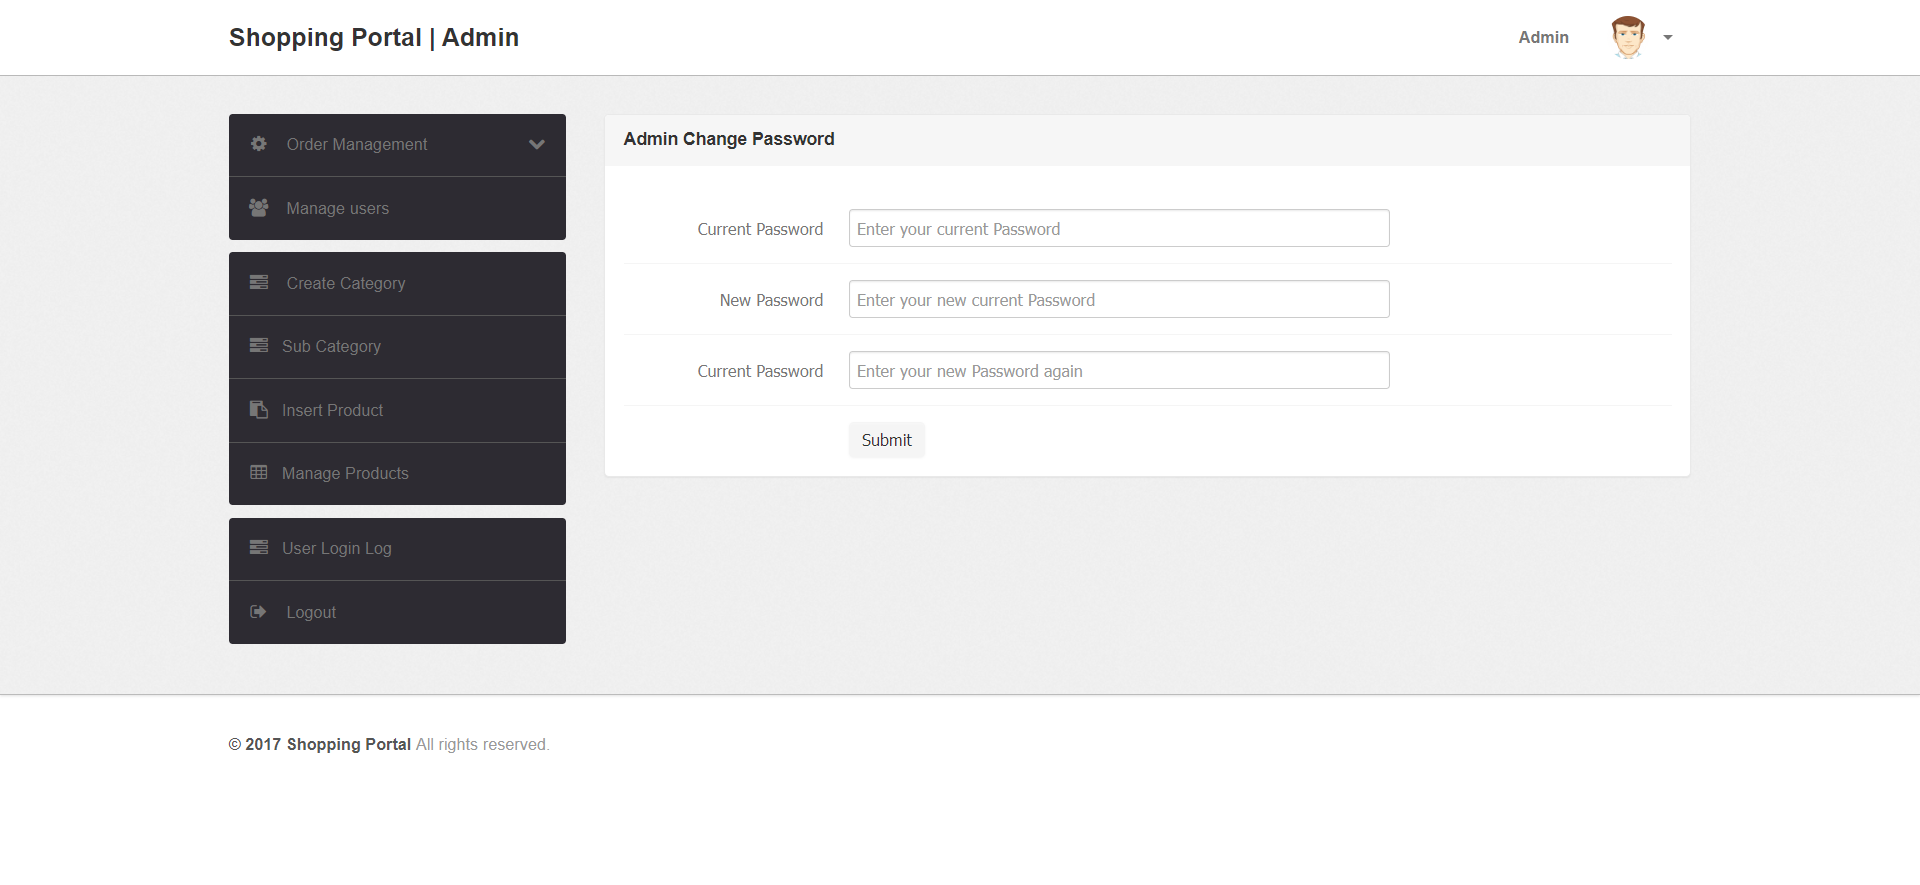 Shopping Portal | Admin
Admin
Order Management
Manage users
Create Category
Sub Category
Insert Product
Manage Products
User Login Log
Logout
Admin Change Password
Current Password
Enter your current Password
New Password
Enter your new current Password
Current Password
Enter your new Password again
Submit
© 2017 Shopping Portal All rights reserved.